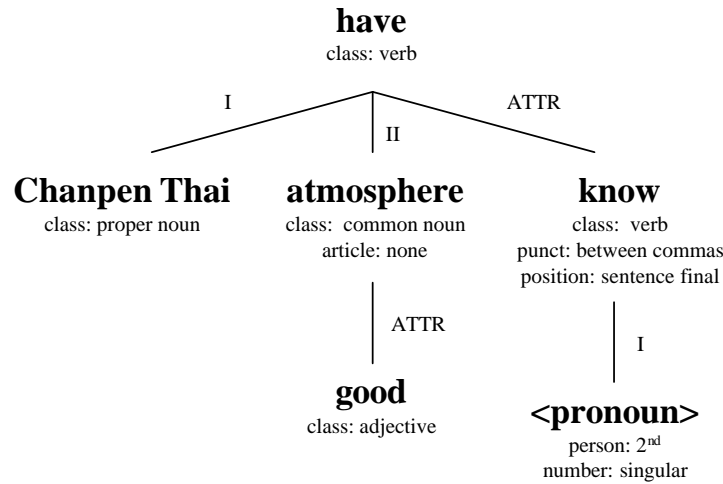 have
class: verb
I
II
ATTR
Chanpen Thai
class: proper noun
atmosphere
class: common noun
article: none
know
class: verb
punct: between commas
position: sentence final
ATTR
I
good
class: adjective
<pronoun>
person: 2nd
number: singular